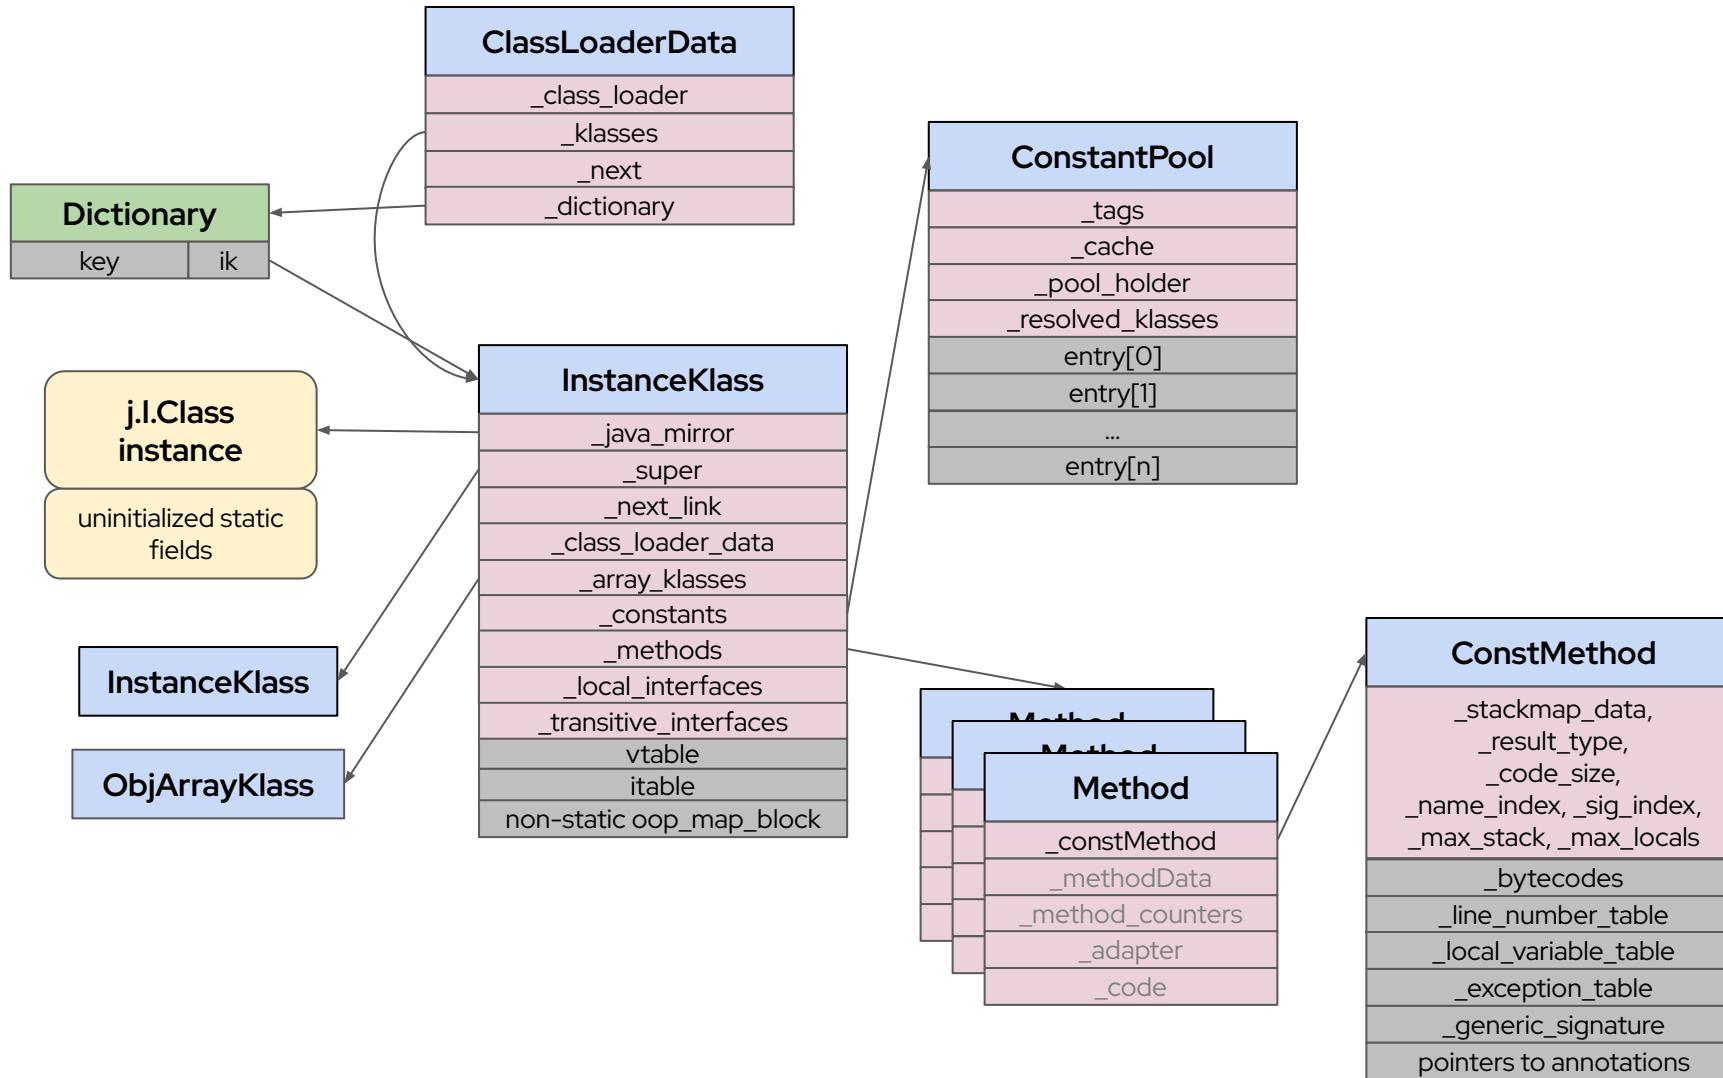 ClassLoaderData
_class_loader
_klasses
_next
_dictionary
Dictionary
key ik
ConstantPool
_tags
_cache
_pool_holder
_resolved_klasses
entry[0]
entry[1]
...
entry[n]
InstanceKlass
_java_mirror
_super
_next_link
_class_loader_data
_array_klasses
_constants
_methods
_local_interfaces
_transitive_interfaces
vtable
itable
non-static oop_map_block
j.l.Class
instance
uninitialized static
fields
InstanceKlass
ObjArrayKlass
Method
Method
Method
_constMethod
_methodData
_method_counters
_adapter
_code
ConstMethod
_stackmap_data,
_result_type,
_code_size,
_name_index, _sig_index,
_max_stack, _max_locals
_bytecodes
_line_number_table
_local_variable_table
_exception_table
_generic_signature
pointers to annotations